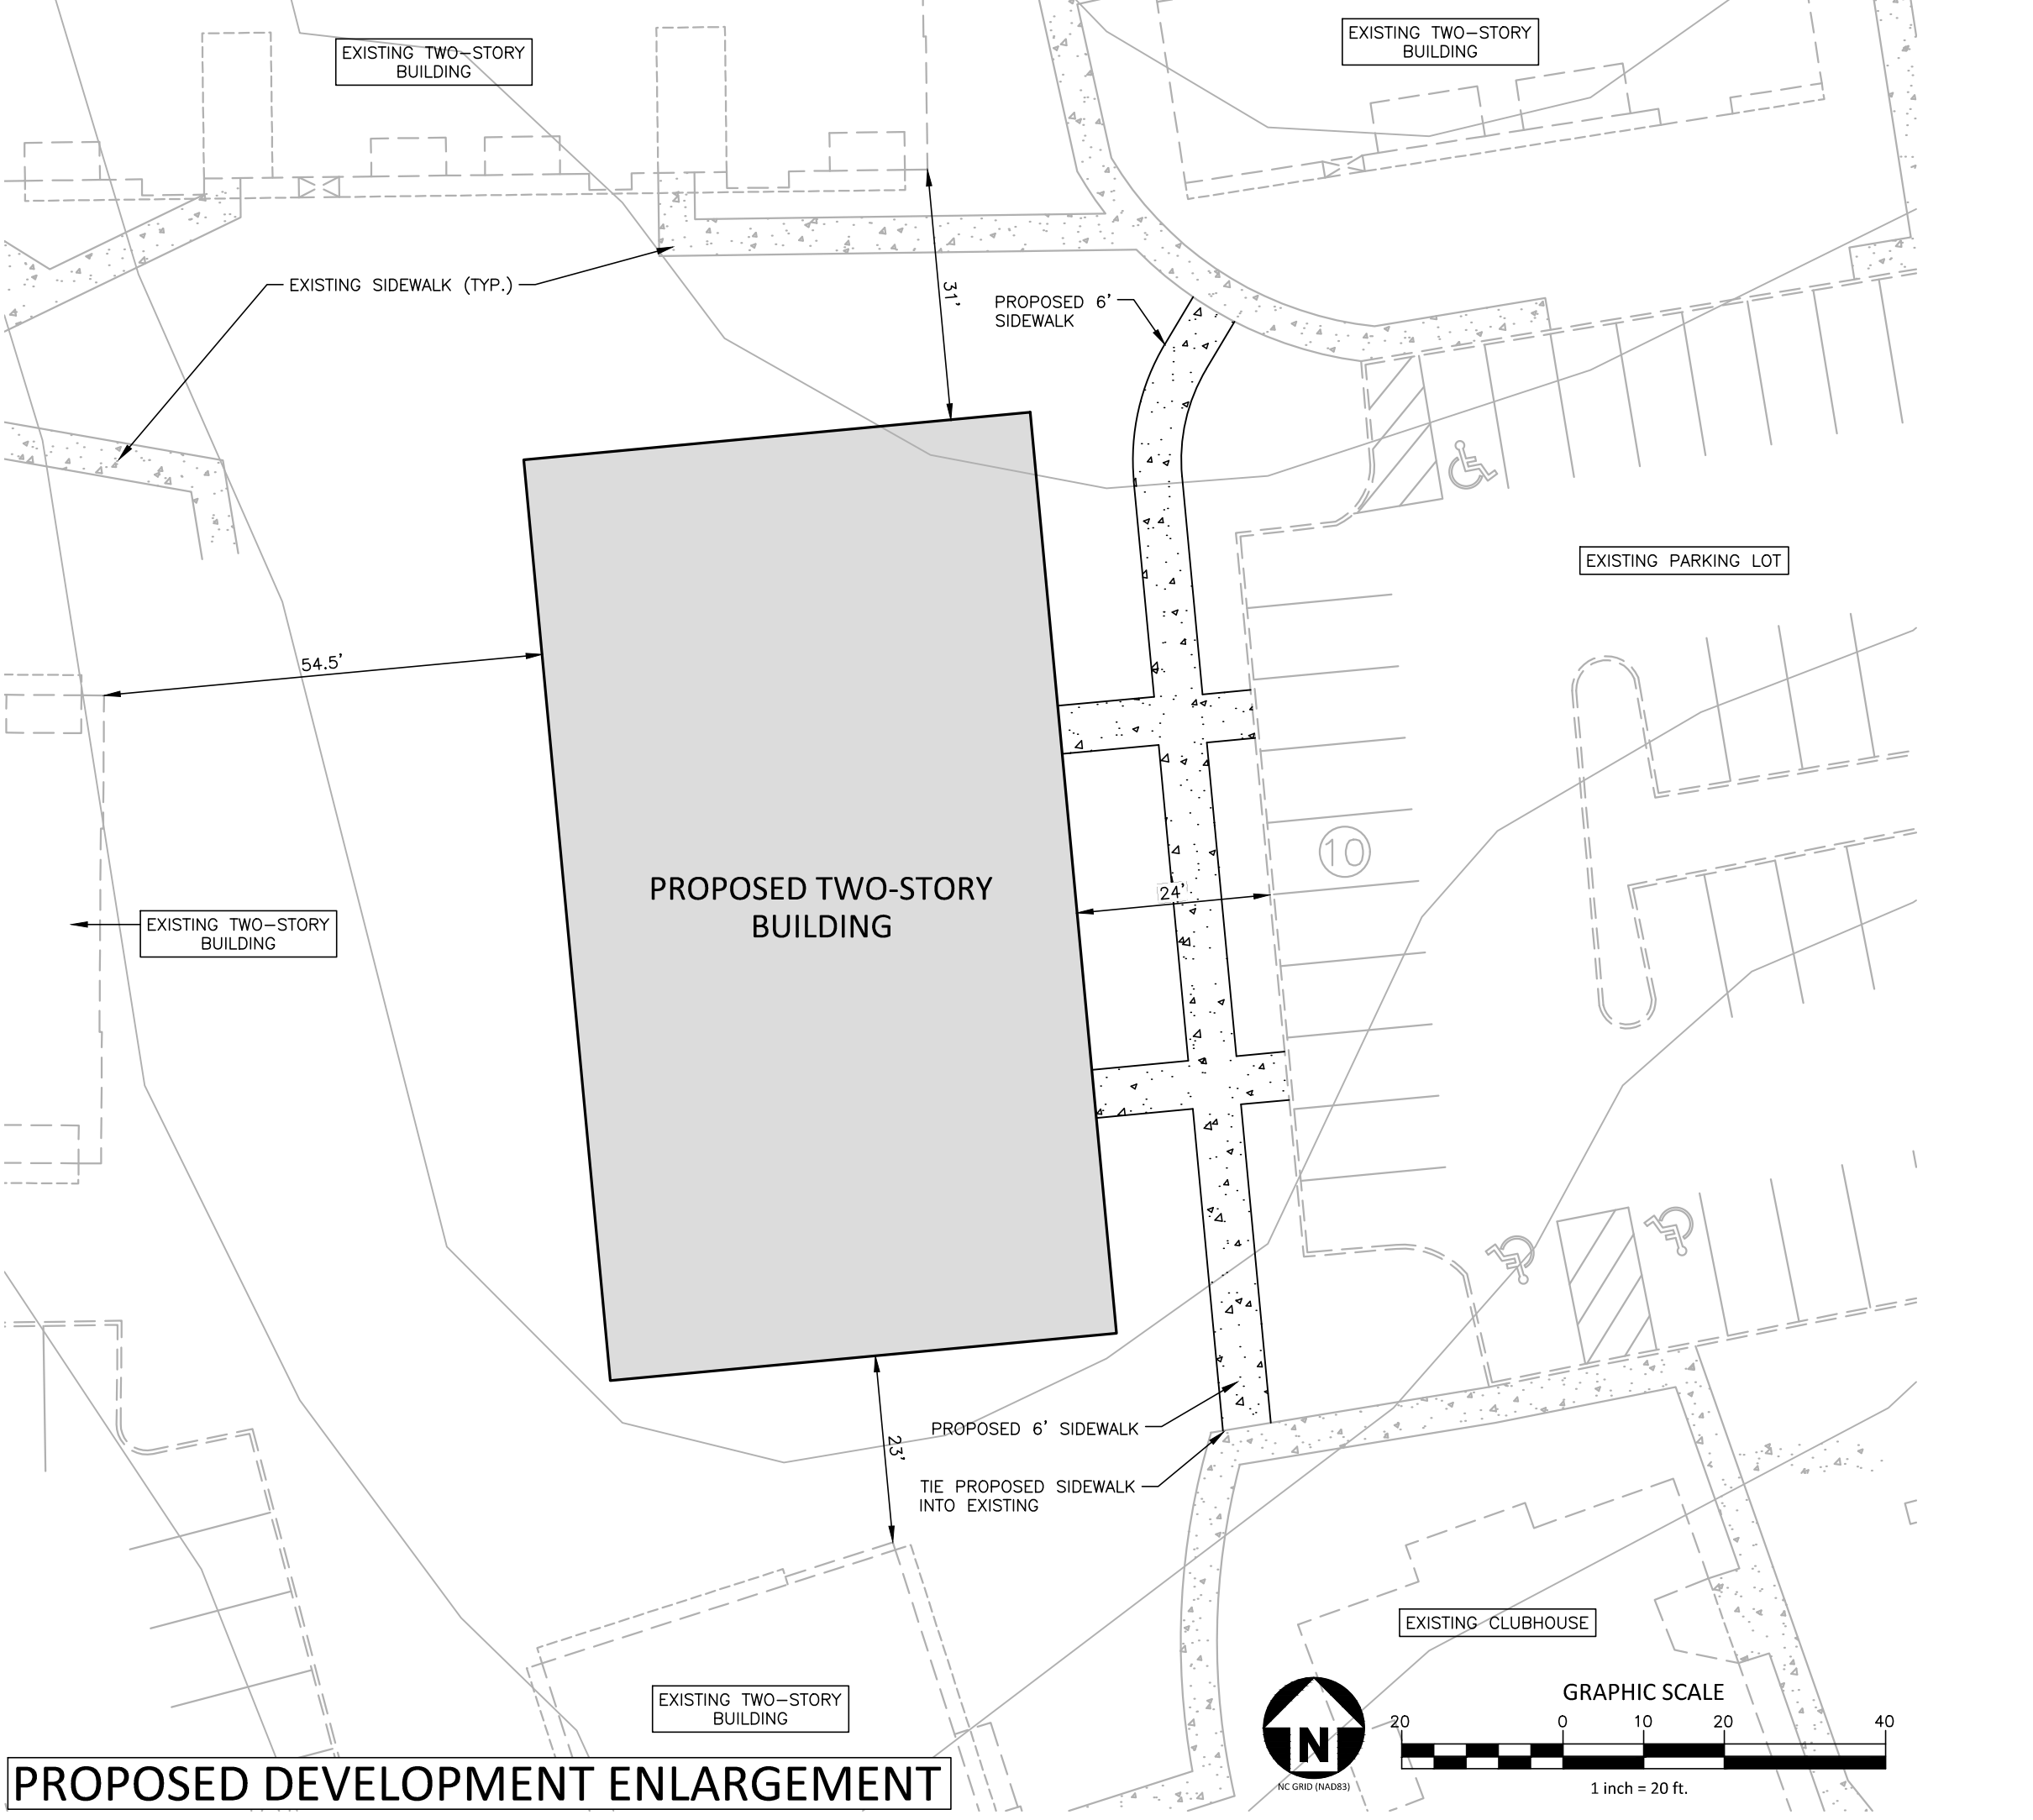 EXISTING TWO-STORY
BUILDING
EXISTING TWO-STORY
BUILDING
EXISTING SIDEWALK (TYP.)
31'
PROPOSED 6'
SIDEWALK
EXISTING PARKING LOT
54.5'
10
PROPOSED TWO-STORY
BUILDING
24'
EXISTING TWO-STORY
BUILDING
PROPOSED 6' SIDEWALK
23'
TIE PROPOSED SIDEWALK
INTO EXISTING
EXISTING CLUBHOUSE
EXISTING TWO-STORY
BUILDING
N
NC GRID (NAD83)
GRAPHIC SCALE
20 0 10 20 40
1 inch = 20 ft.
PROPOSED DEVELOPMENT ENLARGEMENT